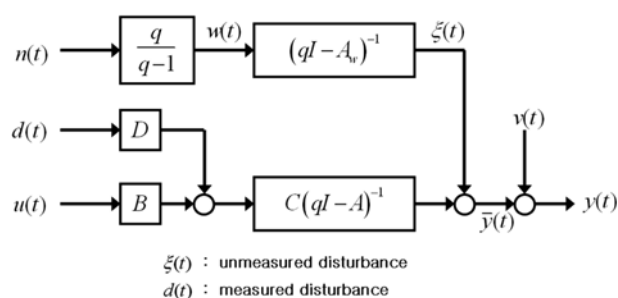 n(t)
q
q-1
w(t)
(qI - A_w)^{-1}
ξ(t)
d(t)
D
v(t)
u(t)
B
C(qI - A)^{-1}
y̅(t)
y(t)
ξ(t) : unmeasured disturbance
d(t) : measured disturbance